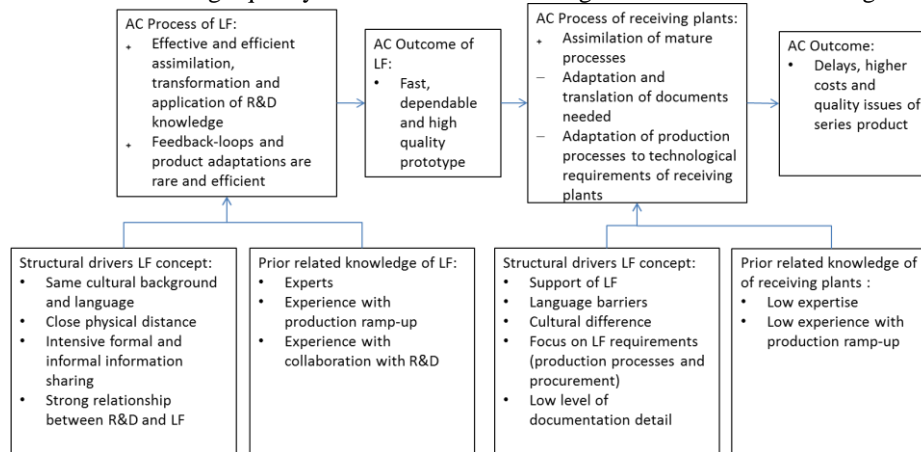 AC Process of LF:
+ Effective and efficient
assimilation,
transformation and
application of R&D
knowledge
+ Feedback-loops and
product adaptations are
rare and efficient
AC Outcome of
LF:
• Fast,
dependable
and high
quality
prototype
AC Process of receiving plants:
+ Assimilation of mature
processes
– Adaptation and
translation of documents
needed
– Adaptation of production
processes to technological
requirements of receiving
plants
AC Outcome:
• Delays, higher
costs and
quality issues of
series product
Structural drivers LF concept:
• Same cultural background
and language
• Close physical distance
• Intensive formal and
informal information
sharing
• Strong relationship
between R&D and LF
Prior related knowledge of LF:
• Experts
• Experience with
production ramp-up
• Experience with
collaboration with R&D
Structural drivers LF concept:
• Support of LF
• Language barriers
• Cultural difference
• Focus on LF requirements
(production processes and
procurement)
• Low level of
documentation detail
Prior related knowledge of
of receiving plants :
• Low expertise
• Low experience with
production ramp-up